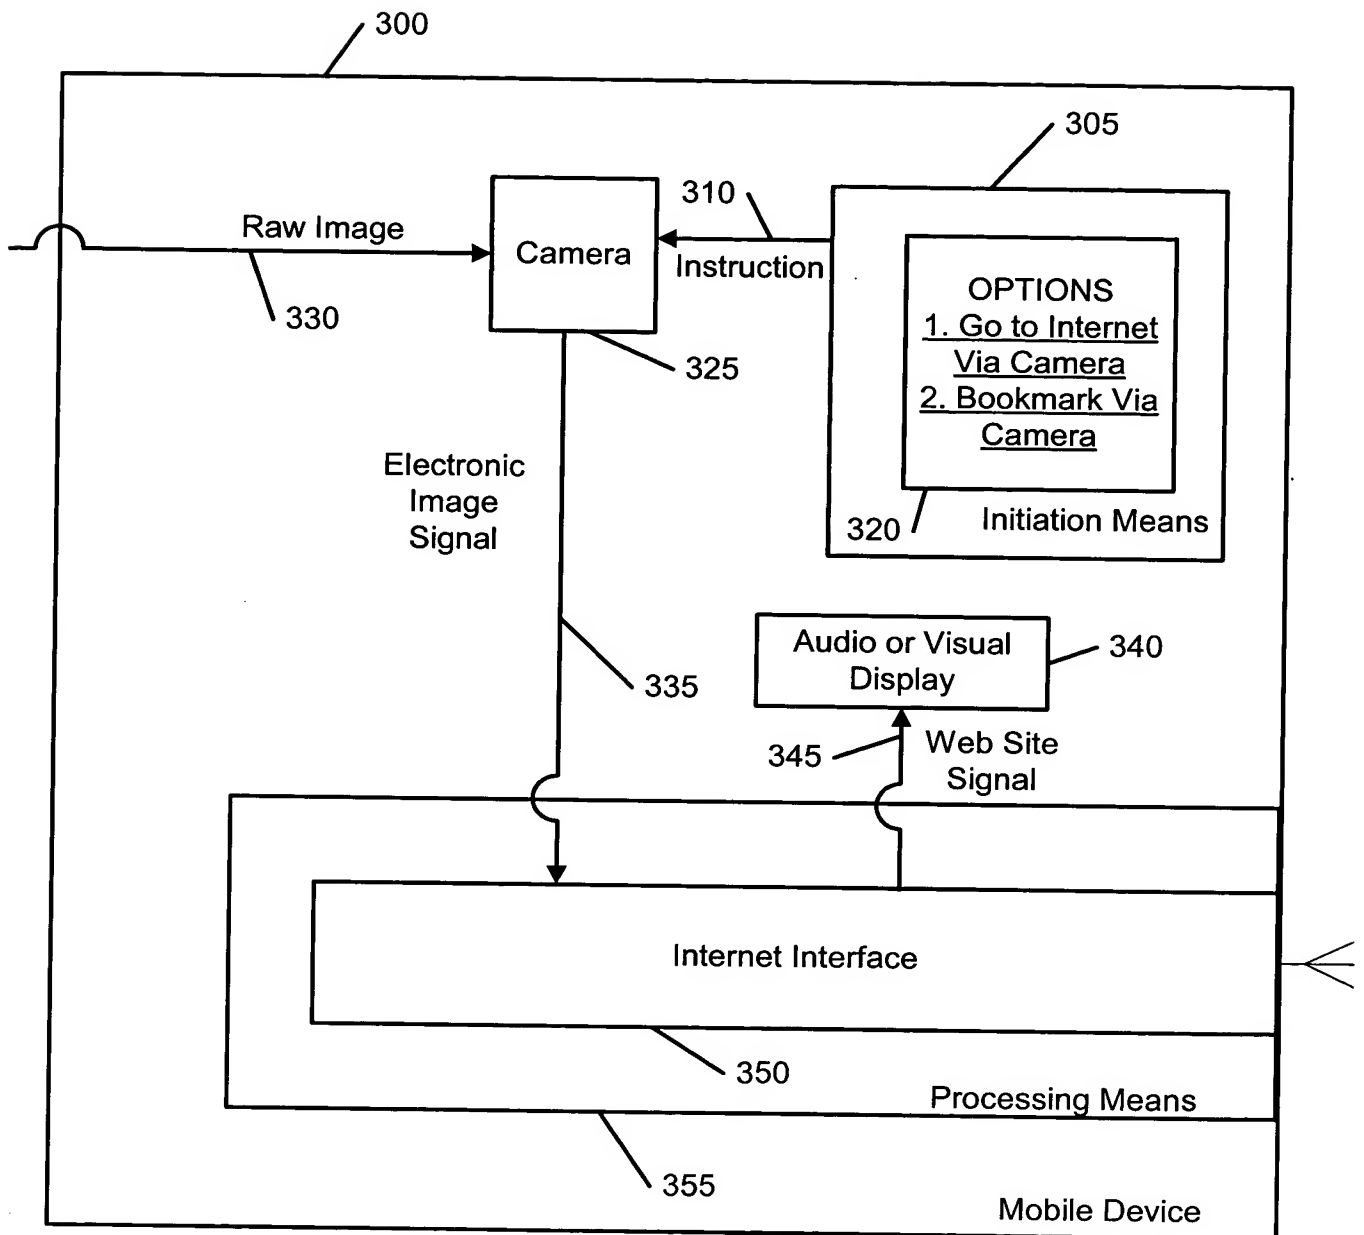 300
305
310
Raw Image
Camera
Instruction
330
325
OPTIONS
1. Go to Internet
Via Camera
2. Bookmark Via
Camera
320
Initiation Means
Electronic
Image
Signal
335
Audio or Visual
Display
340
345
Web Site
Signal
Internet Interface
350
Processing Means
355
Mobile Device